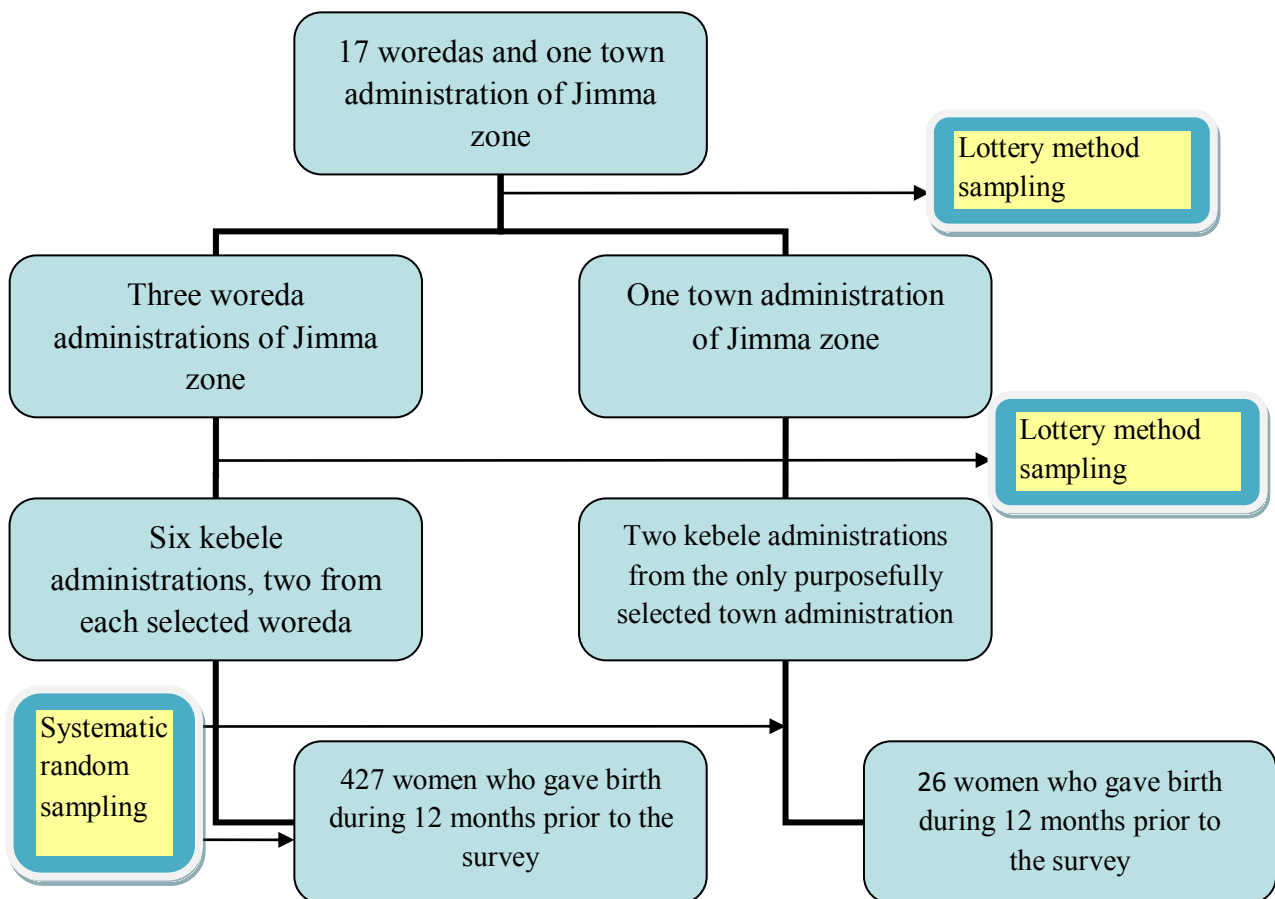 17 woredas and one town
administration of Jimma
zone
Lottery method
sampling
Three woreda
administrations of Jimma
zone
One town administration
of Jimma zone
Lottery method
sampling
Six kebele
administrations, two from
each selected woreda
Two kebele administrations
from the only purposefully
selected town administration
Systematic
random
sampling
427 women who gave birth
during 12 months prior to the
survey
26 women who gave birth
during 12 months prior to
the survey